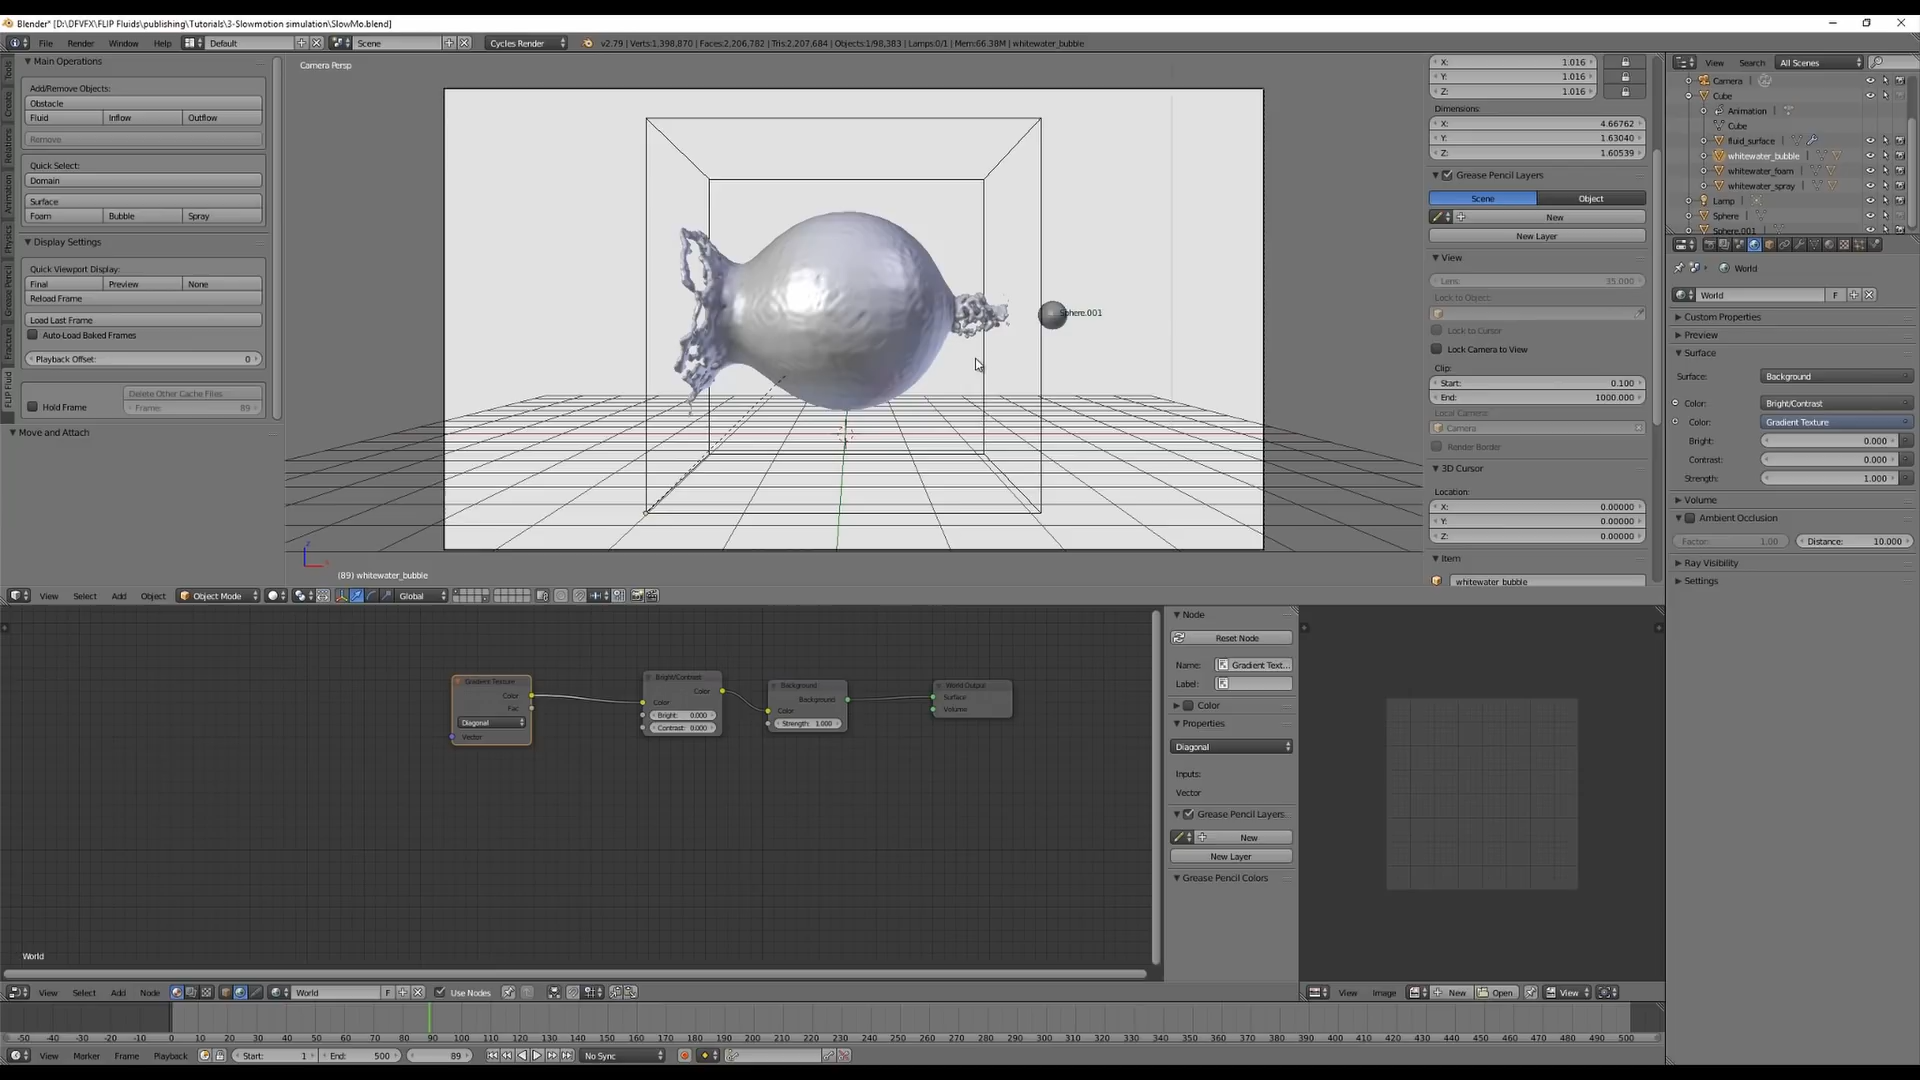 Blender* [D:\DFVFX\FLIP Fluids\publishing\Tutorials\3-Slowmotion simulation\SlowMo.blend]
File Render Window Help Default Scene Cycles Render v2.79 | Verts:1,398,870 | Faces:2,206,782 | Tris:2,207,684 | Objects:1/98,383 | Lamps:0/1 | Mem:66.38M | whitewater_bubble
Tools
Create
Relations
Animation
Physics
Grease Pencil
Fracture
FLIP Fluid
Main Operations
Add/Remove Objects:
Obstacle
Fluid Inflow Outflow
Remove
Quick Select:
Domain
Surface
Foam Bubble Spray
Display Settings
Quick Viewport Display:
Final Preview None
Reload Frame
Load Last Frame
Auto-Load Baked Frames
Playback Offset: 0
Delete Other Cache Files
Hold Frame Frame: 89
Move and Attach
Camera Persp
Sphere.001
(89) whitewater_bubble
View Select Add Object Object Mode Global
X: 1.016
Y: 1.016
Z: 1.016
Dimensions:
X: 4.66762
Y: 1.63040
Z: 1.60539
Grease Pencil Layers
Scene Object
New
New Layer
View
Lens: 35.000
Lock to Object:
Lock to Cursor
Lock Camera to View
Clip:
Start: 0.100
End: 1000.000
Local Camera:
Camera
Render Border
3D Cursor
Location:
X: 0.00000
Y: 0.00000
Z: 0.00000
Item
whitewater bubble
View Search All Scenes
Camera
Cube
Animation
Cube
fluid_surface
whitewater_bubble
whitewater_foam
whitewater_spray
Lamp
Sphere
Sphere.001
World
World F
Custom Properties
Preview
Surface
Surface: Background
Color: Bright/Contrast
Color: Gradient Texture
Bright: 0.000
Contrast: 0.000
Strength: 1.000
Volume
Ambient Occlusion
Factor: 1.00 Distance: 10.000
Ray Visibility
Settings
Gradient Texture
Color
Fac
Diagonal
Vector
Bright/Contrast
Color
Color
Bright: 0.000
Contrast: 0.000
Background
Background
Color
Strength: 1.000
World Output
Surface
Volume
World
Node
Reset Node
Name: Gradient Text...
Label:
Color
Properties
Diagonal
Inputs:
Vector
Grease Pencil Layers
New
New Layer
Grease Pencil Colors
View Select Add Node World F Use Nodes
View Image New Open View
-50 -40 -30 -20 -10 0 10 20 30 40 50 60 70 80 90 100 110 120 130 140 150 160 170 180 190 200 210 220 230 240 250 260 270 280 290 300 310 320 330 340 350 360 370 380 390 400 410 420 430 440 450 460 470 480 490 500
View Marker Frame Playback Start: 1 End: 500 89 No Sync